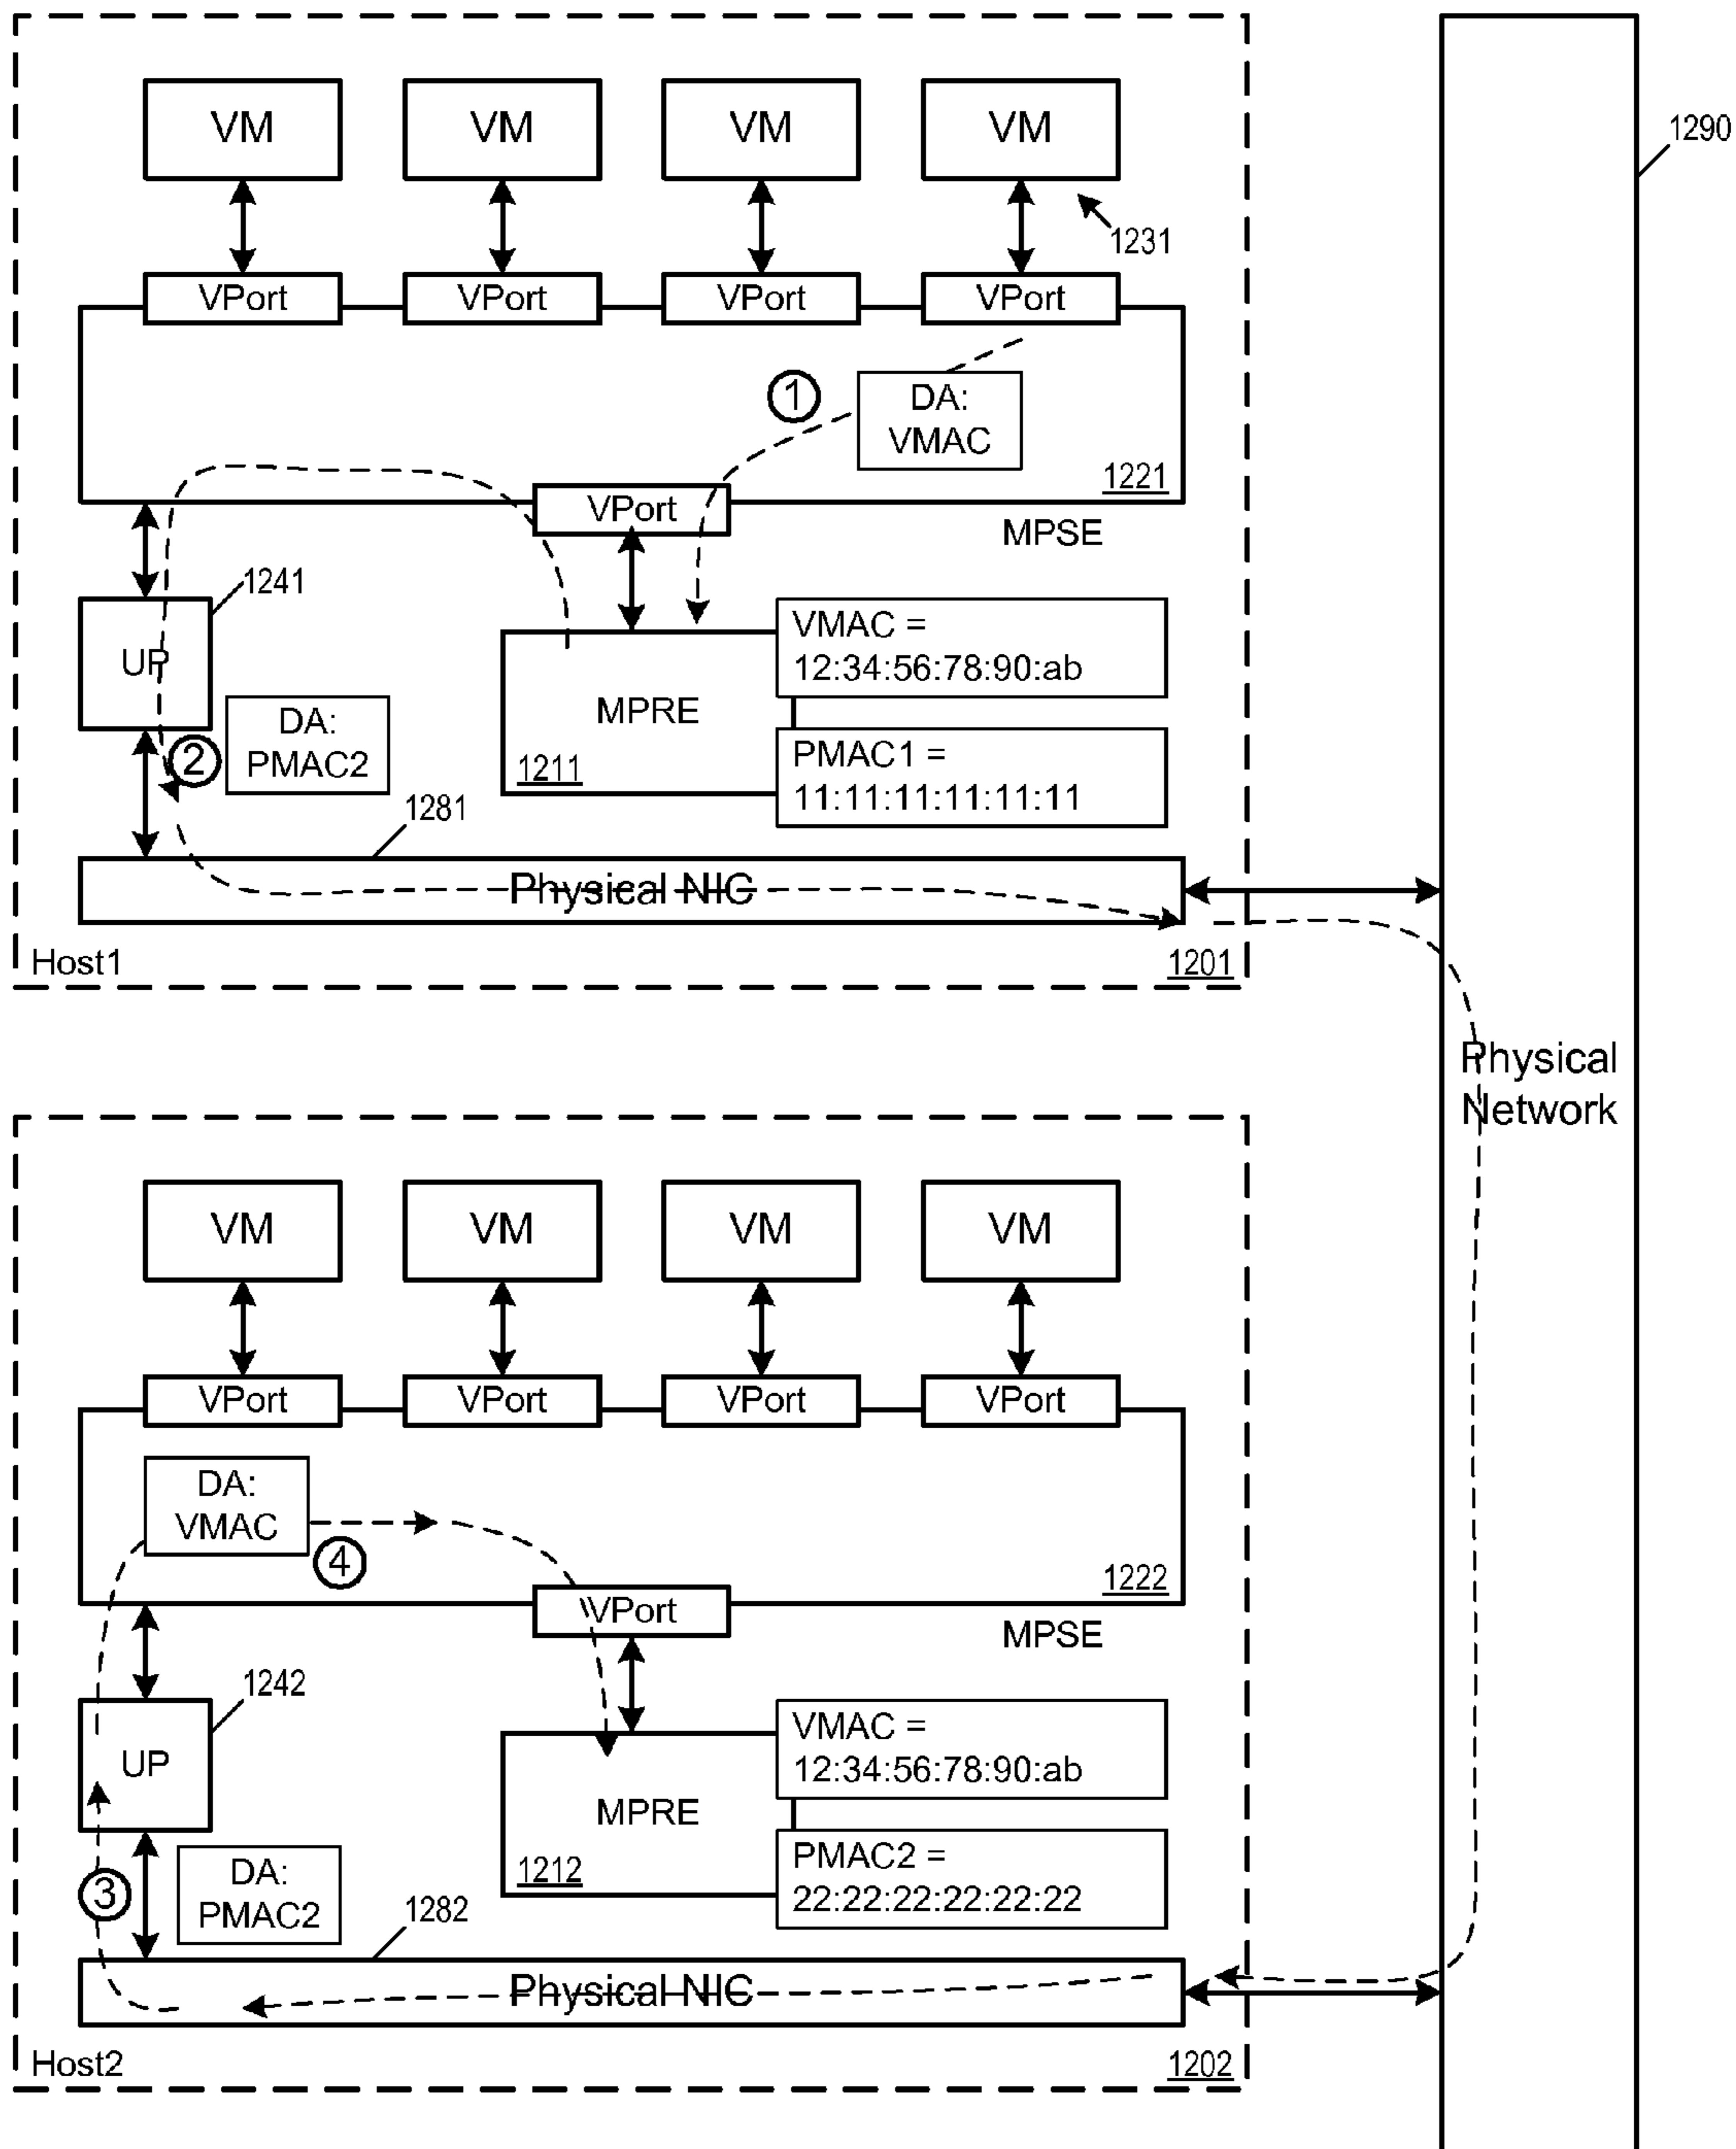 VM
VM
VM
VM
1290
1231
VPort
VPort
VPort
VPort
1
DA:
VMAC
1221
VPort
MPSE
1241
UP
VMAC =
12:34:56:78:90:ab
MPRE
DA:
PMAC2
2
1211
PMAC1 =
11:11:11:11:11:11
1281
Physical NIC
Host1
1201
Physical
Network
VM
VM
VM
VM
VPort
VPort
VPort
VPort
DA:
VMAC
4
1222
VPort
MPSE
1242
UP
VMAC =
12:34:56:78:90:ab
MPRE
3
DA:
PMAC2
1212
PMAC2 =
22:22:22:22:22:22
1282
Physical NIC
Host2
1202